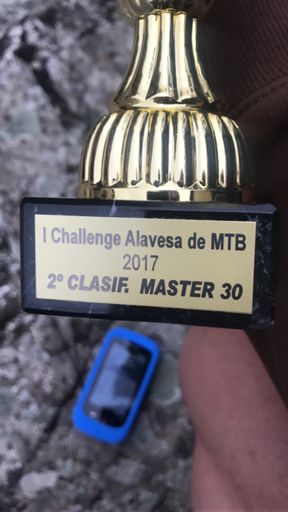 I Challenge Alavesa de MTB
2017
2º CLASIF. MASTER 30